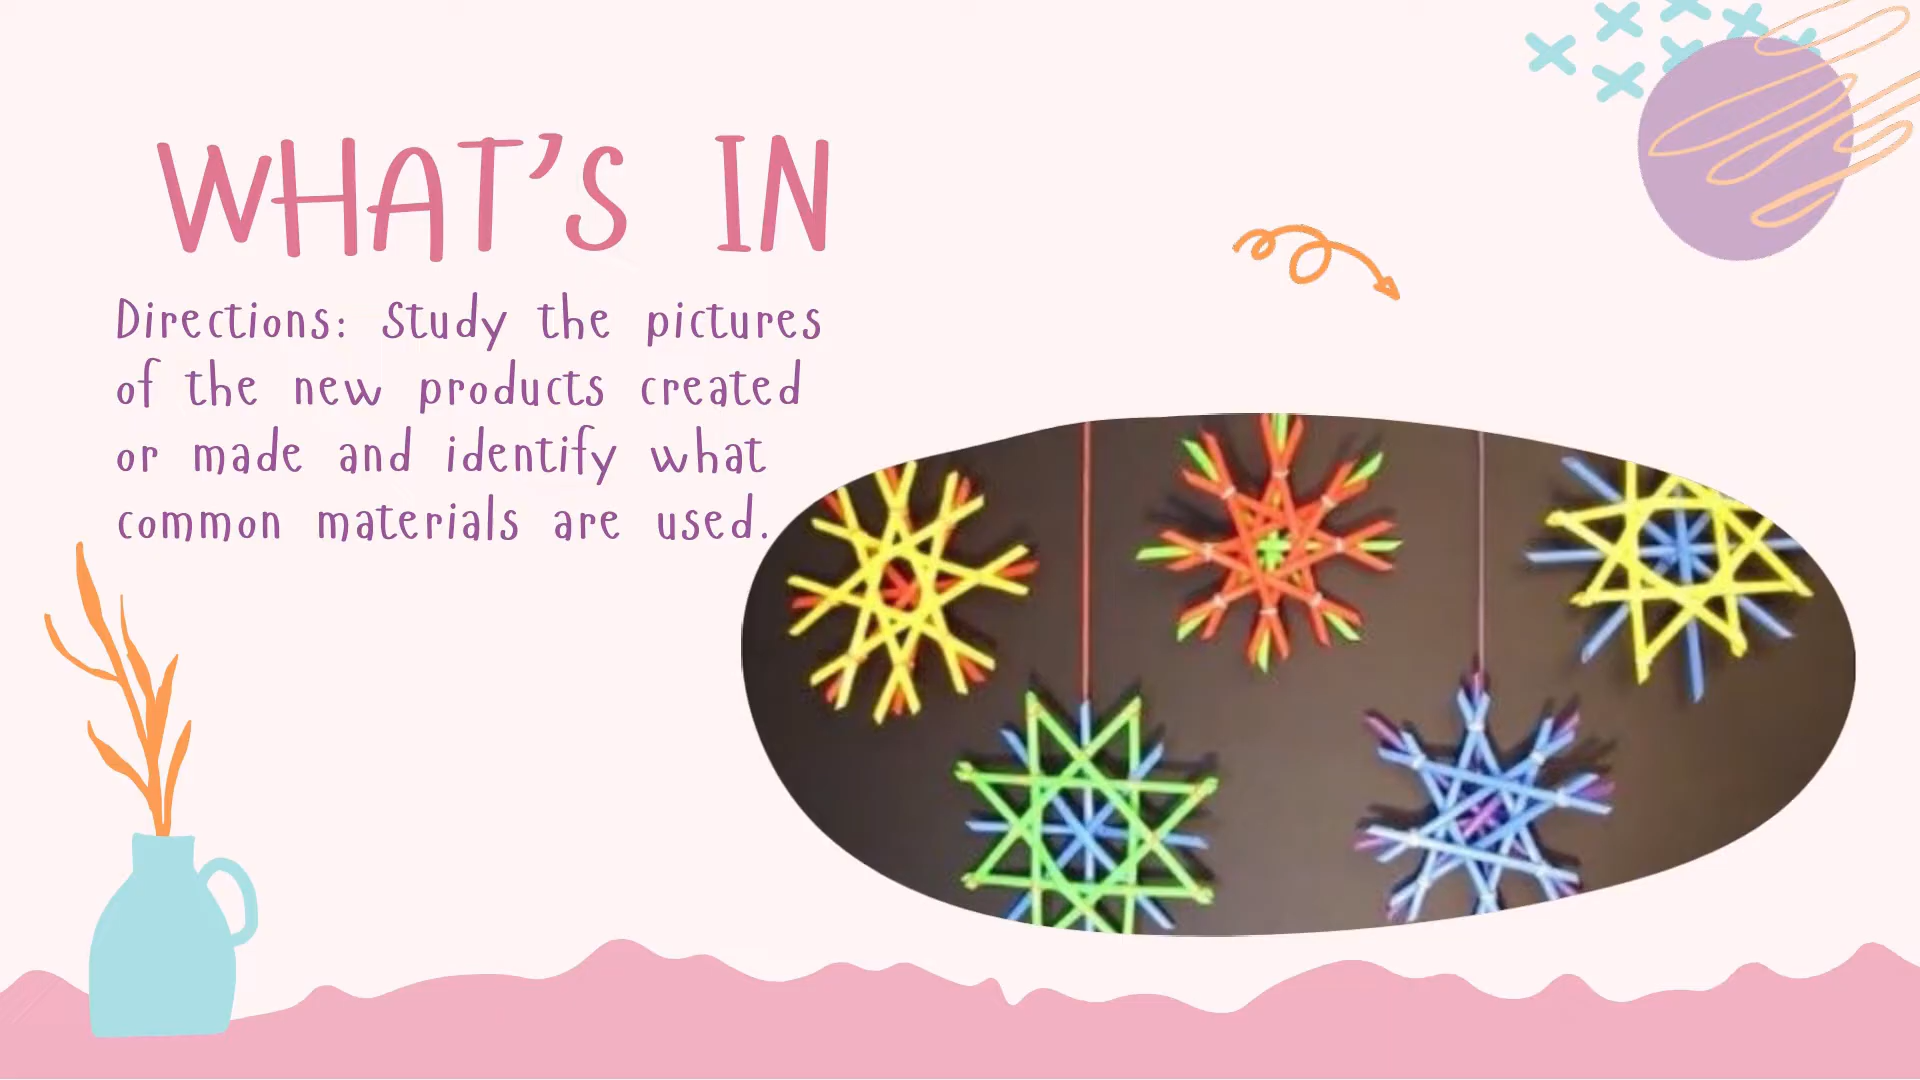 WHAT'S IN
Directions: Study the pictures
of the new products created
or made and identify what
common materials are used.